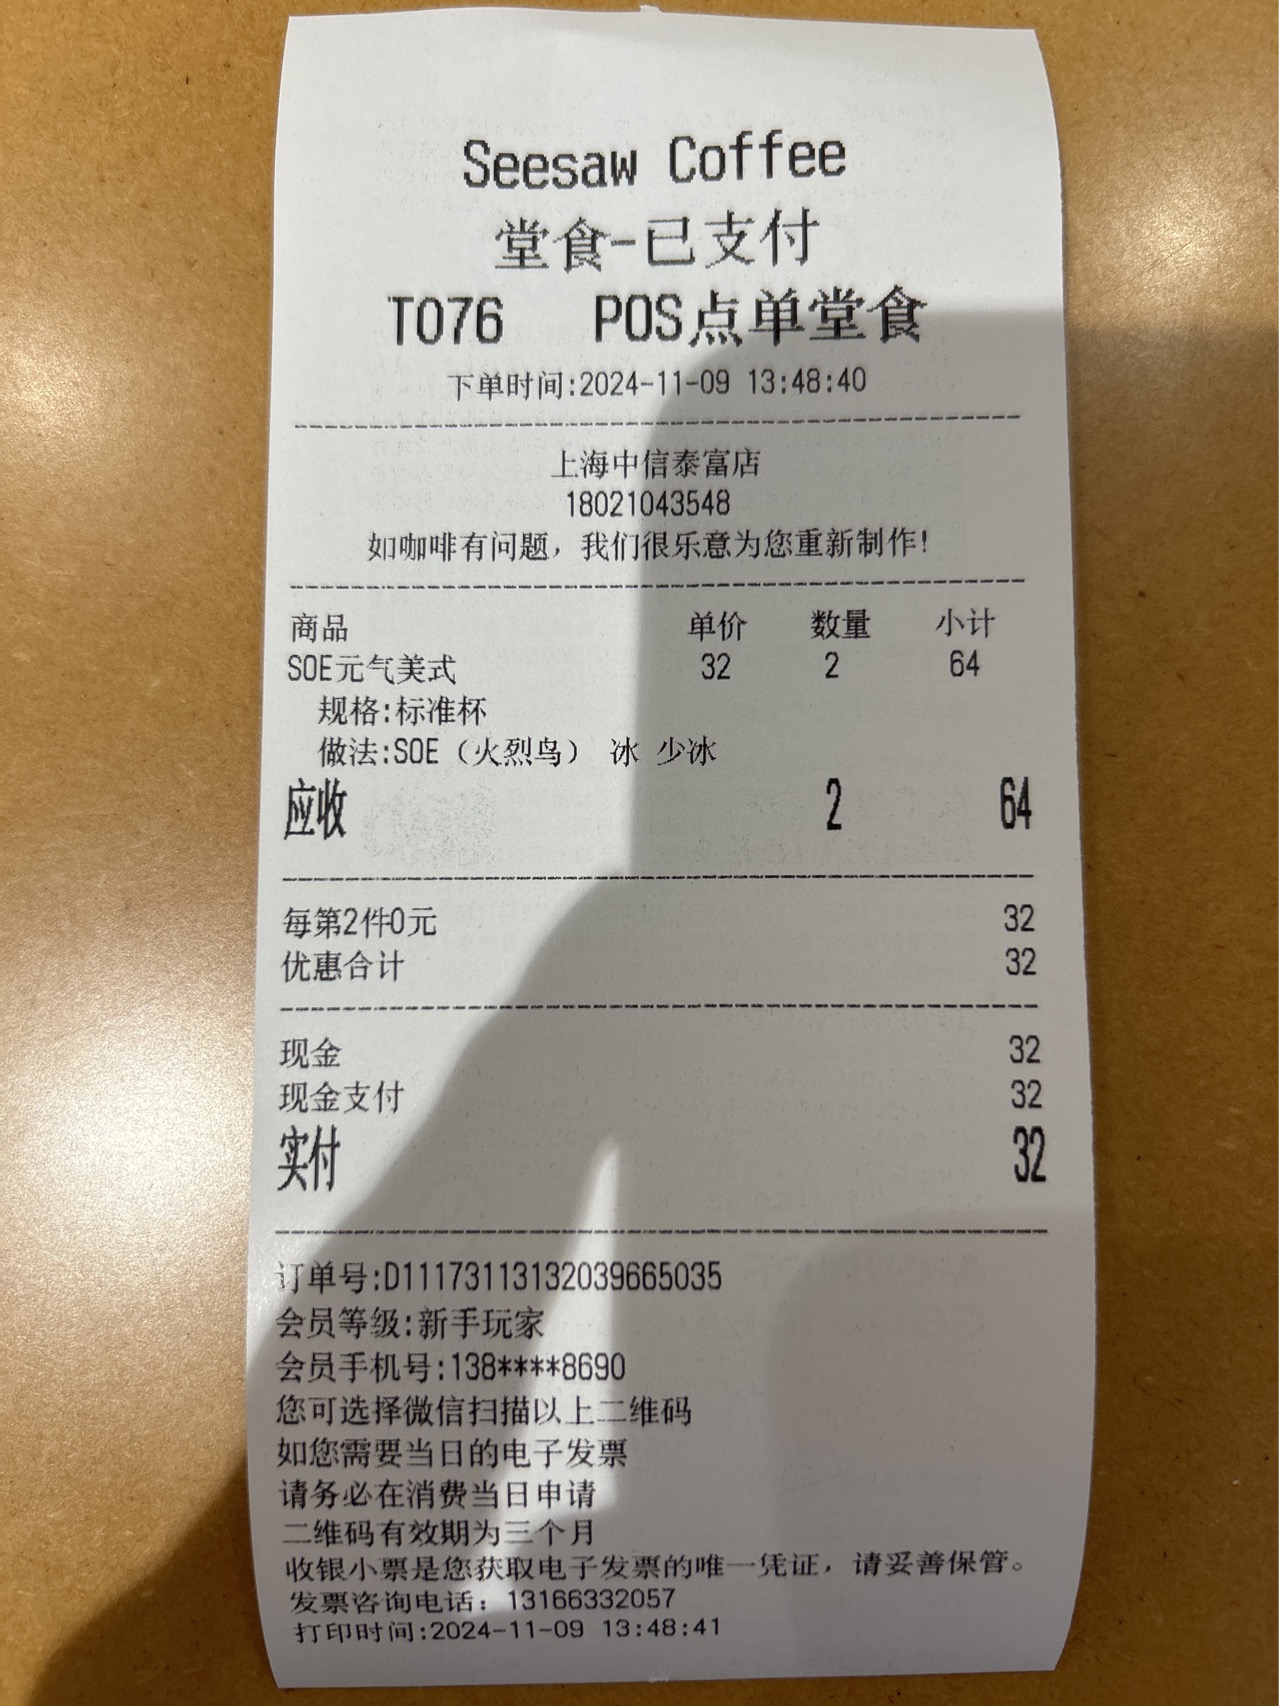 Seesaw Coffee
堂食-已支付
T076 POS点单堂食
下单时间:2024-11-09 13:48:40
上海中信泰富店
18021043548
如咖啡有问题，我们很乐意为您重新制作!
商品 单价 数量 小计
SOE元气美式 32 2 64
规格:标准杯
做法:SOE（火烈鸟） 冰 少冰
应收 2 64
每第2件0元 32
优惠合计 32
现金 32
现金支付 32
实付 32
订单号:D111731131320396 65035
会员等级:新手玩家
会员手机号:138****8690
您可选择微信扫描以上二维码
如您需要当日的电子发票
请务必在消费当日申请
二维码有效期为三个月
收银小票是您获取电子发票的唯一凭证，请妥善保管。
发票咨询电话：13166332057
打印时间:2024-11-09 13:48:41